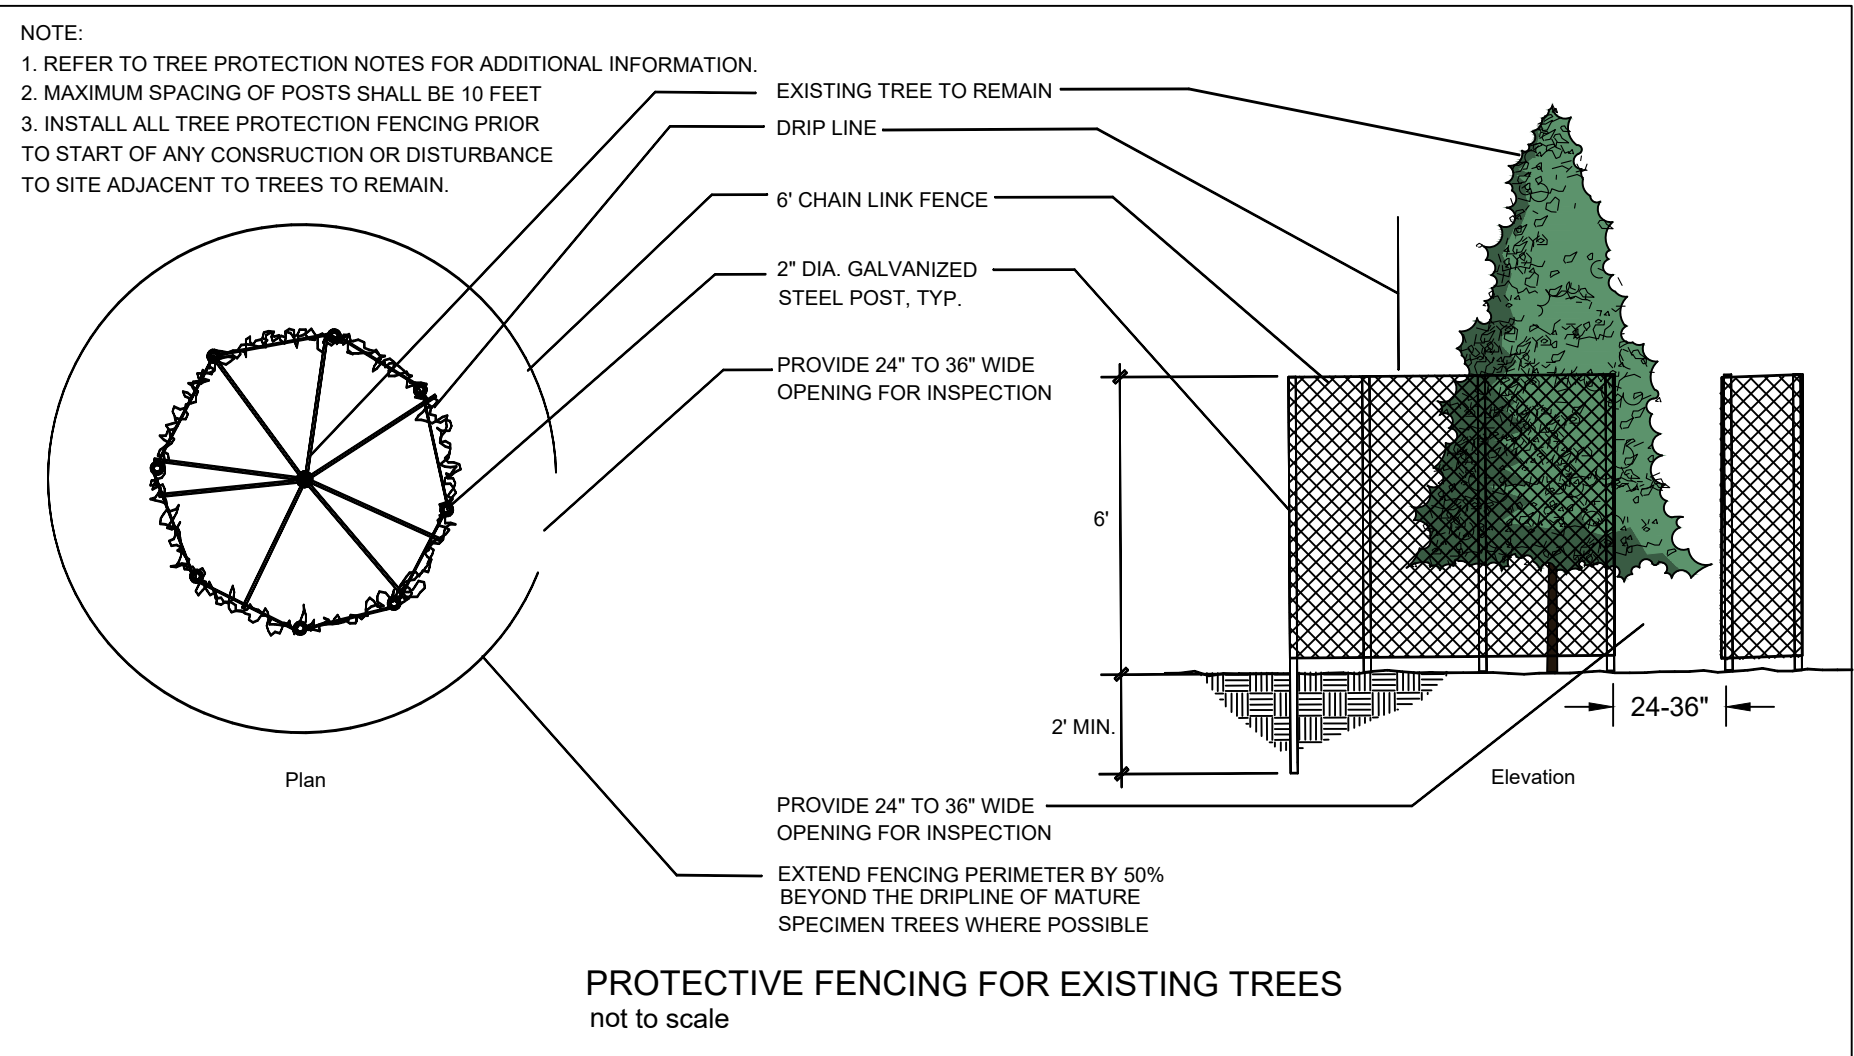 NOTE:
1. REFER TO TREE PROTECTION NOTES FOR ADDITIONAL INFORMATION.
2. MAXIMUM SPACING OF POSTS SHALL BE 10 FEET
3. INSTALL ALL TREE PROTECTION FENCING PRIOR
TO START OF ANY CONSRUCTION OR DISTURBANCE
TO SITE ADJACENT TO TREES TO REMAIN.
EXISTING TREE TO REMAIN
DRIP LINE
6' CHAIN LINK FENCE
2" DIA. GALVANIZED
STEEL POST, TYP.
PROVIDE 24" TO 36" WIDE
OPENING FOR INSPECTION
6'
2' MIN.
24-36"
Plan
Elevation
PROVIDE 24" TO 36" WIDE
OPENING FOR INSPECTION
EXTEND FENCING PERIMETER BY 50%
BEYOND THE DRIPLINE OF MATURE
SPECIMEN TREES WHERE POSSIBLE
PROTECTIVE FENCING FOR EXISTING TREES
not to scale